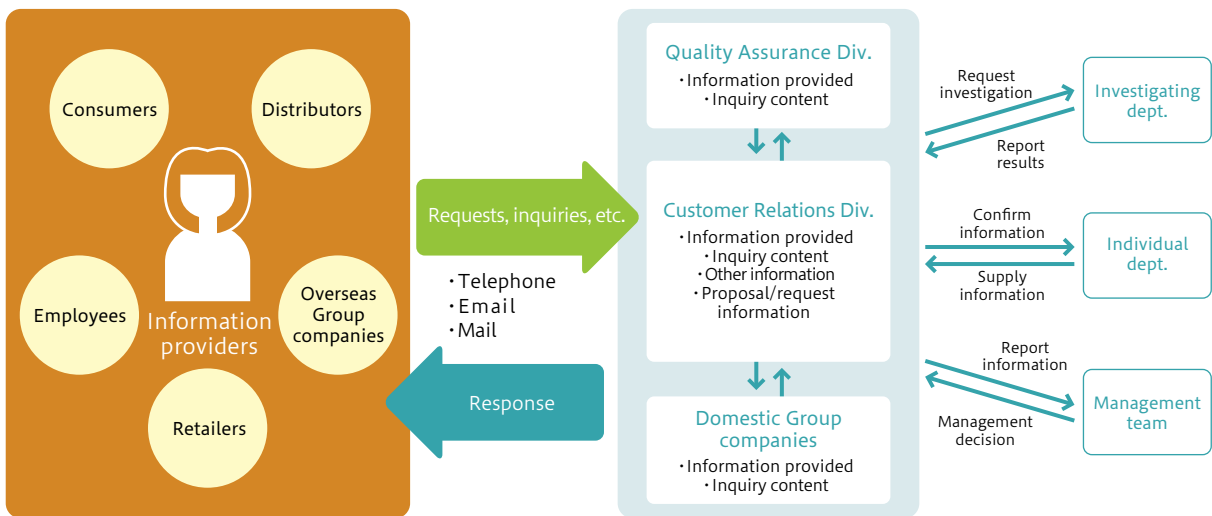 Consumers
Distributors
Employees
Information
providers
Overseas
Group
companies
Retailers
Requests, inquiries, etc.
・Telephone
・Email
・Mail
Response
Quality Assurance Div.
・Information provided
・Inquiry content
Customer Relations Div.
・Information provided
・Inquiry content
・Other information
・Proposal/request
information
Domestic Group
companies
・Information provided
・Inquiry content
Request
investigation
Report
results
Investigating
dept.
Confirm
information
Supply
information
Individual
dept.
Report
information
Management
decision
Management
team